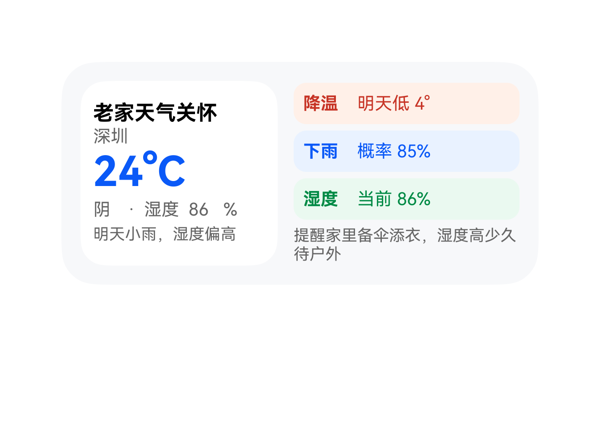 老家天气关怀
深圳
24°C
阴 · 湿度 86 %
明天小雨，湿度偏高
降温 明天低 4°
下雨 概率 85%
湿度 当前 86%
提醒家里备伞添衣，湿度高少久
待户外